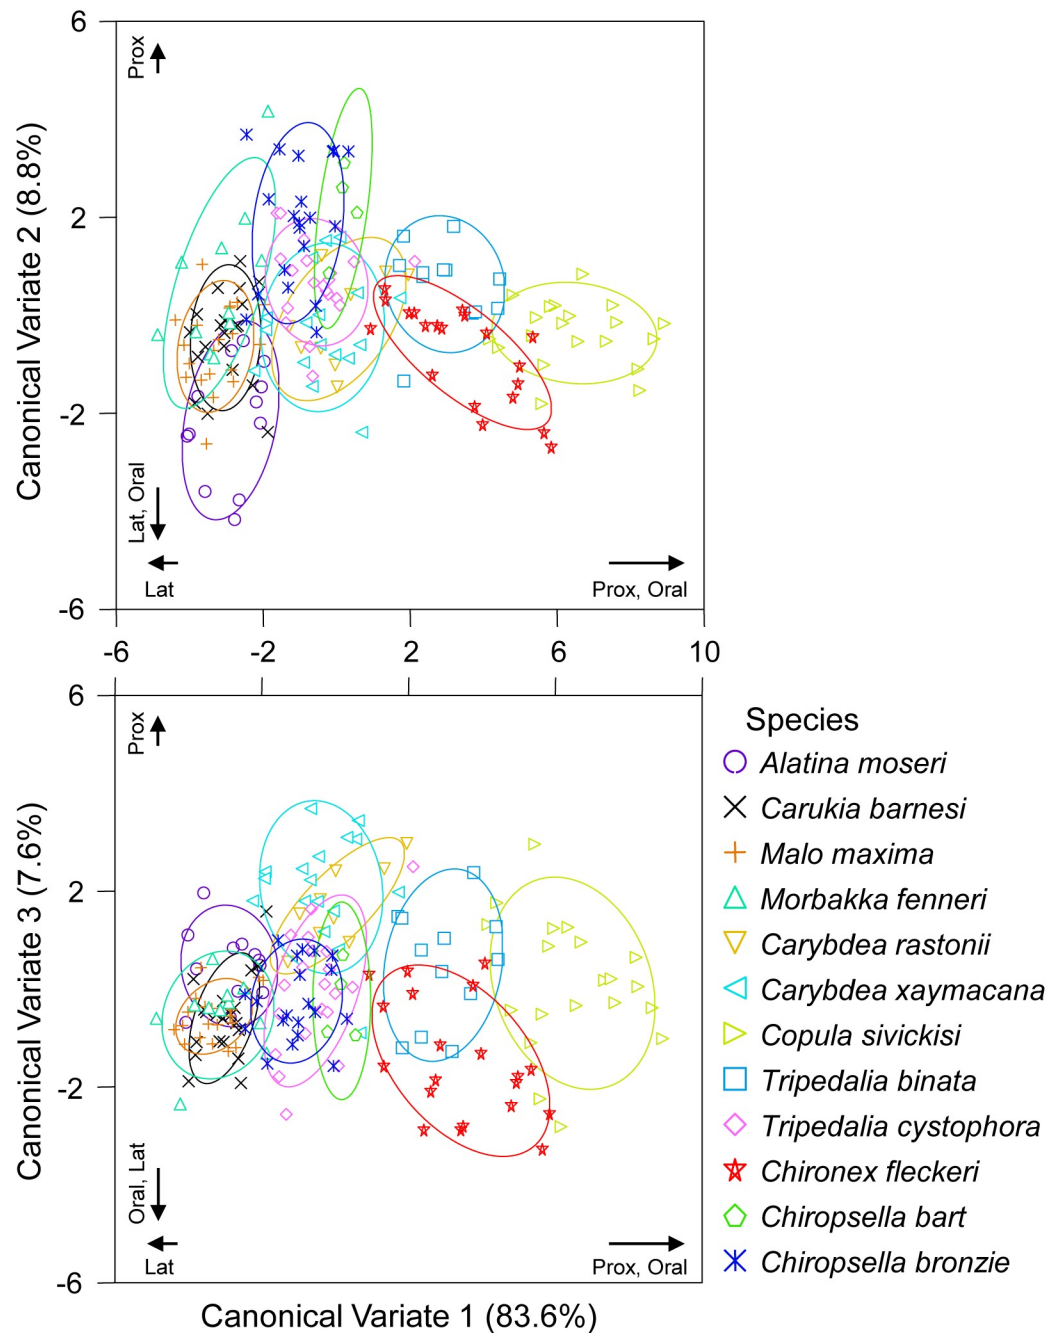 6
2
-2
-6
Canonical Variate 2 (8.8%)
Prox
Lat, Oral
Lat
Prox, Oral
-6
-2
2
6
10
6
2
-2
-6
Canonical Variate 3 (7.6%)
Prox
Oral, Lat
Lat
Prox, Oral
Canonical Variate 1 (83.6%)
Species
Alatina moseri
Carukia barnesi
Malo maxima
Morbakka fenneri
Carybdea rastonii
Carybdea xaymacana
Copula sivickisi
Tripedalia binata
Tripedalia cystophora
Chironex fleckeri
Chiropsella bart
Chiropsella bronzie